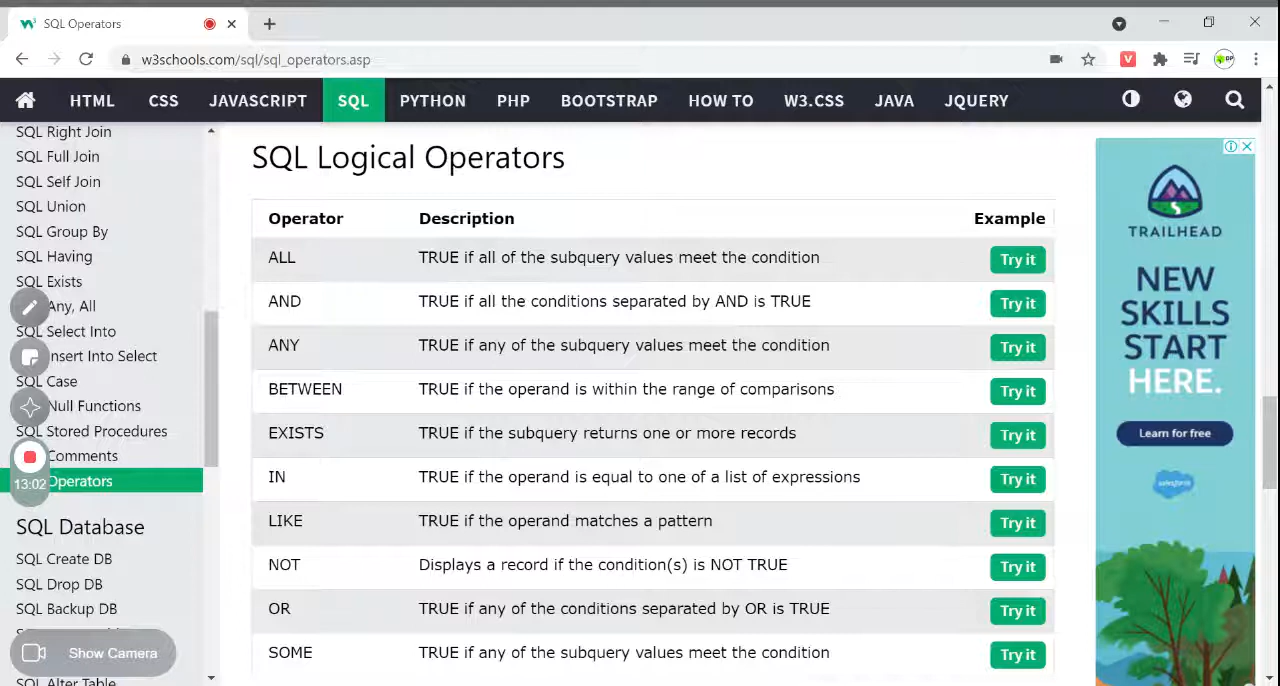 SQL Operators
w3schools.com/sql/sql_operators.asp
HTML CSS JAVASCRIPT SQL PYTHON PHP BOOTSTRAP HOW TO W3.CSS JAVA JQUERY
SQL Right Join
SQL Full Join
SQL Self Join
SQL Union
SQL Group By
SQL Having
SQL Exists
Any, All
SQL Select Into
Insert Into Select
SQL Case
Null Functions
SQL Stored Procedures
Comments
13:02
Operators
SQL Database
SQL Create DB
SQL Drop DB
SQL Backup DB
Show Camera
SQL Alter Table
SQL Logical Operators
Operator Description Example
ALL TRUE if all of the subquery values meet the condition Try it
AND TRUE if all the conditions separated by AND is TRUE Try it
ANY TRUE if any of the subquery values meet the condition Try it
BETWEEN TRUE if the operand is within the range of comparisons Try it
EXISTS TRUE if the subquery returns one or more records Try it
IN TRUE if the operand is equal to one of a list of expressions Try it
LIKE TRUE if the operand matches a pattern Try it
NOT Displays a record if the condition(s) is NOT TRUE Try it
OR TRUE if any of the conditions separated by OR is TRUE Try it
SOME TRUE if any of the subquery values meet the condition Try it
TRAILHEAD
NEW
SKILLS
START
HERE.
Learn for free
salesforce